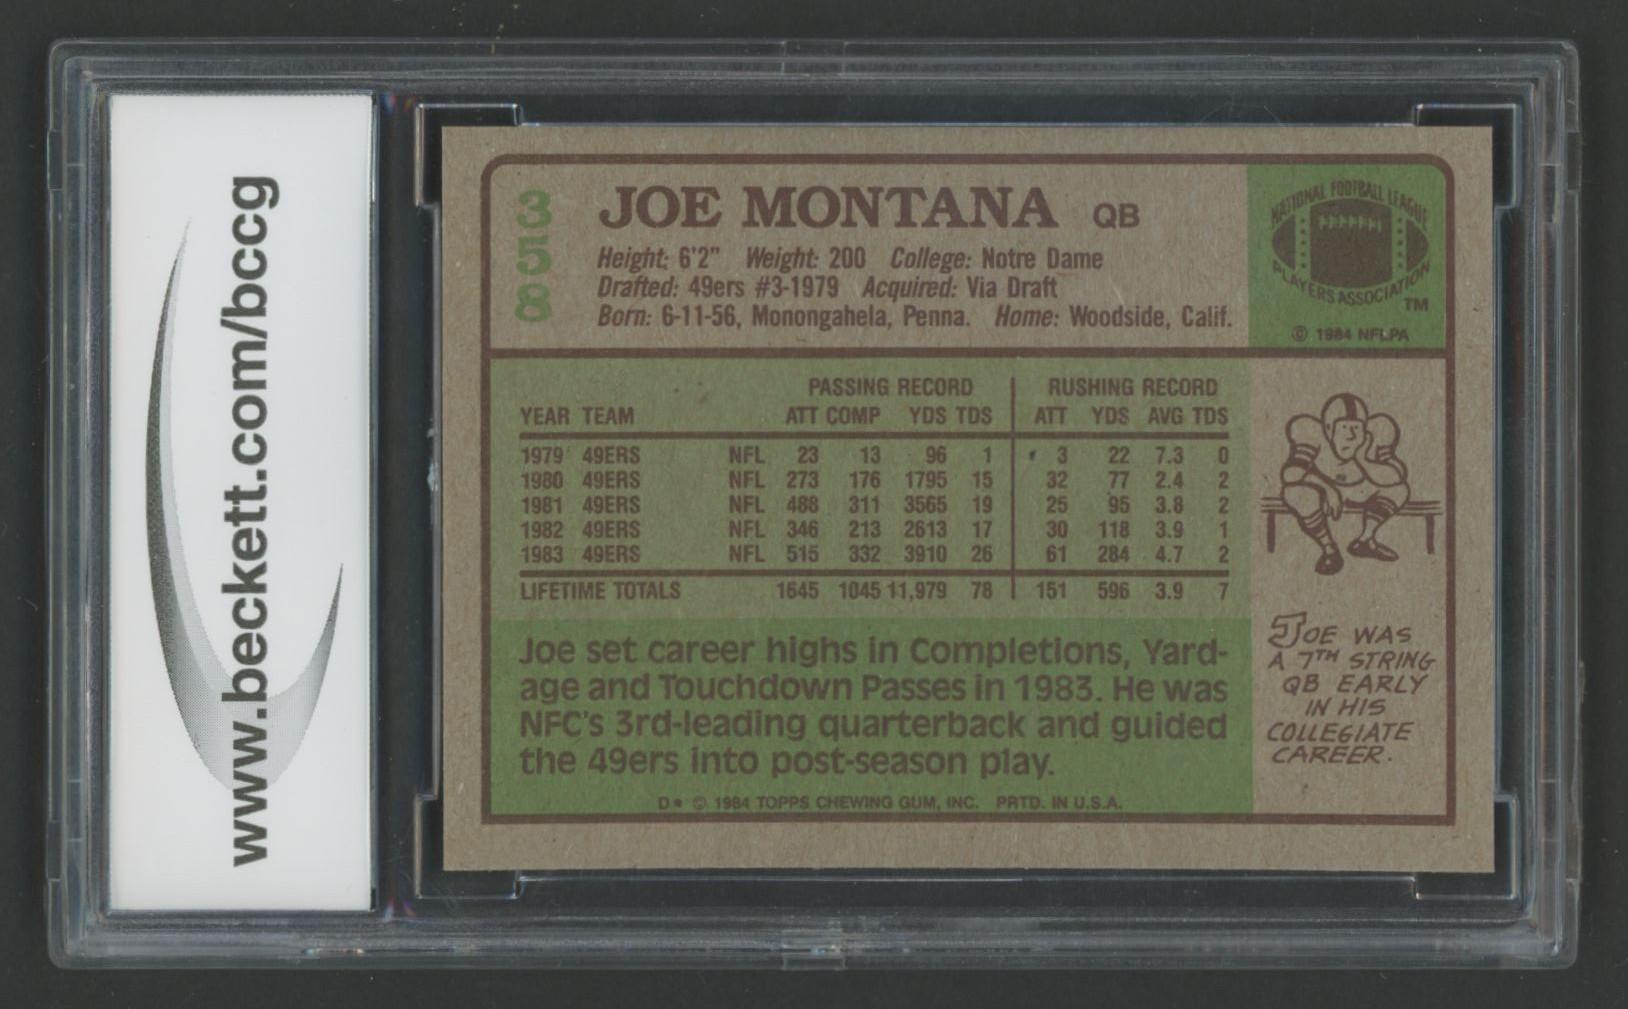 www.beckett.com/bccg
358
JOE MONTANA QB
Height: 6'2" Weight: 200 College: Notre Dame
Drafted: 49ers #3-1979 Acquired: Via Draft
Born: 6-11-56, Monongahela, Penna. Home: Woodside, Calif.
NATIONAL FOOTBALL LEAGUE
PLAYERS ASSOCIATION
TM
© 1984 NFLPA
PASSING RECORD RUSHING RECORD
YEAR TEAM ATT COMP YDS TDS ATT YDS AVG TDS
1979 49ERS NFL 23 13 96 1 3 22 7.3 0
1980 49ERS NFL 273 176 1795 15 32 77 2.4 2
1981 49ERS NFL 488 311 3565 19 25 95 3.8 2
1982 49ERS NFL 346 213 2613 17 30 118 3.9 1
1983 49ERS NFL 515 332 3910 26 61 284 4.7 2
LIFETIME TOTALS 1645 1045 11,979 78 151 596 3.9 7
Joe set career highs in Completions, Yard-
age and Touchdown Passes in 1983. He was
NFC's 3rd-leading quarterback and guided
the 49ers into post-season play.
D* © 1984 TOPPS CHEWING GUM, INC. PRTD. IN U.S.A.
JOE WAS
A 7TH STRING
QB EARLY
IN HIS
COLLEGIATE
CAREER.